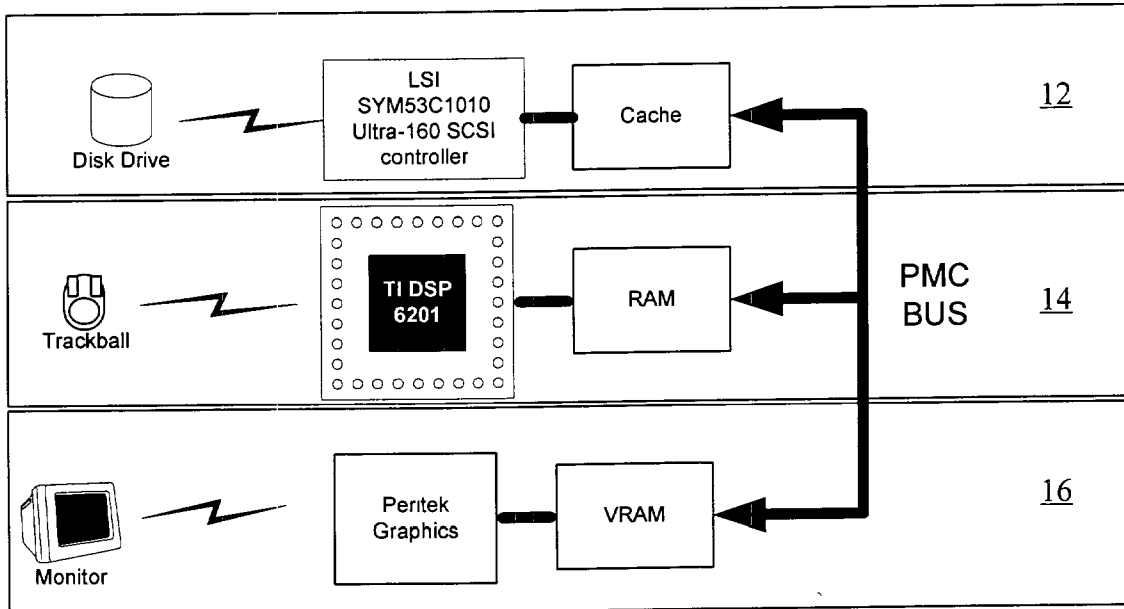 LSI
SYM53C1010
Ultra-160 SCSI
controller
Cache
12
Disk Drive
TI DSP
6201
RAM
PMC
BUS
14
Trackball
Peritek
Graphics
VRAM
16
Monitor